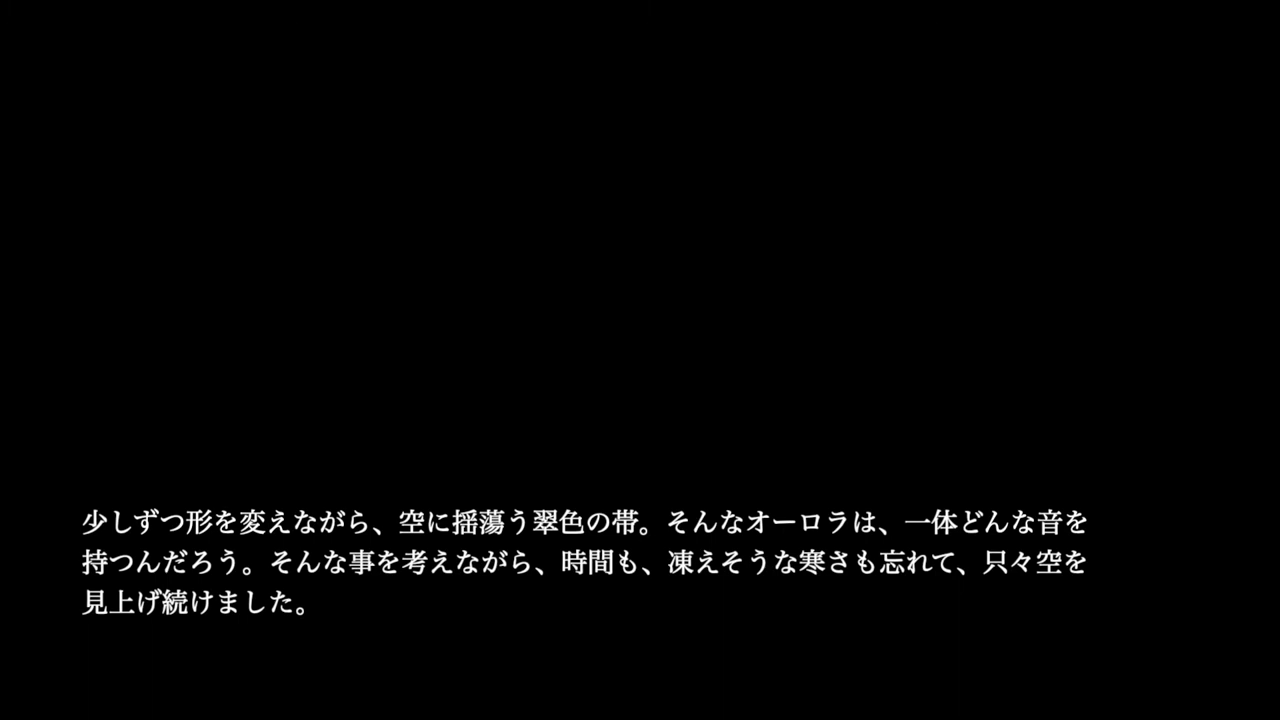 少しずつ形を変えながら、空に揺蕩う翠色の帯。そんなオーロラは、一体どんな音を
持つんだろう。そんな事を考えながら、時間も、凍えそうな寒さも忘れて、只々空を
見上げ続けました。